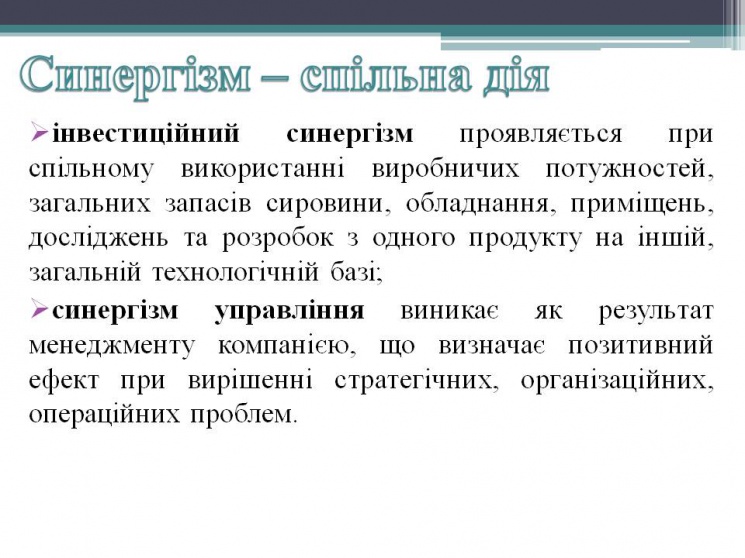 Синергізм – спільна дія
➢інвестиційний синергізм проявляється при
спільному використанні виробничих потужностей,
загальних запасів сировини, обладнання, приміщень,
досліджень та розробок з одного продукту на іншій,
загальній технологічній базі;
➢синергізм управління виникає як результат
менеджменту компанією, що визначає позитивний
ефект при вирішенні стратегічних, організаційних,
операційних проблем.